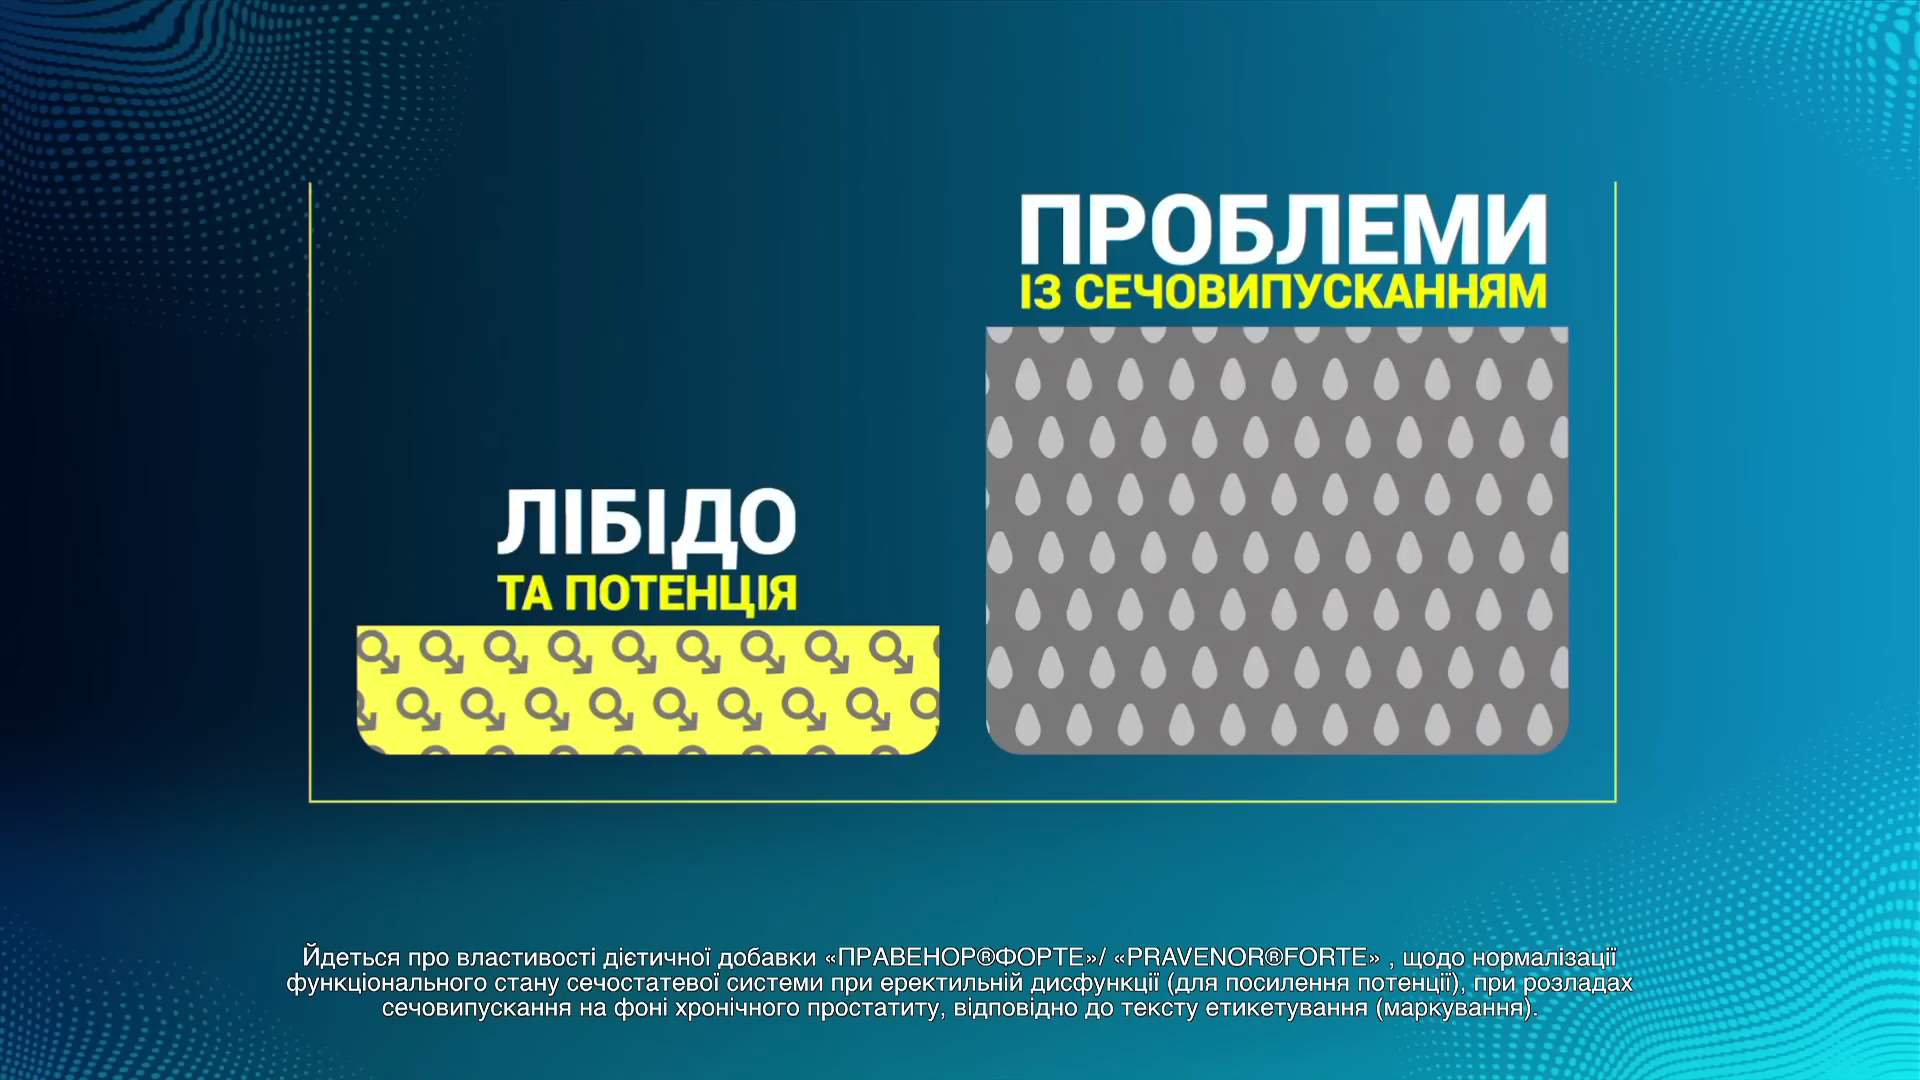 ПРОБЛЕМИ
ІЗ СЕЧОВИПУСКАННЯМ
ЛІБІДО
ТА ПОТЕНЦІЯ
Йдеться про властивості дієтичної добавки «ПРАВЕНОР®ФОРТЕ»/ «PRAVENOR®FORTE» , щодо нормалізації
функціонального стану сечостатевої системи при еректильній дисфункції (для посилення потенції), при розладах
сечовипускання на фоні хронічного простатиту, відповідно до тексту етикетування (маркування).